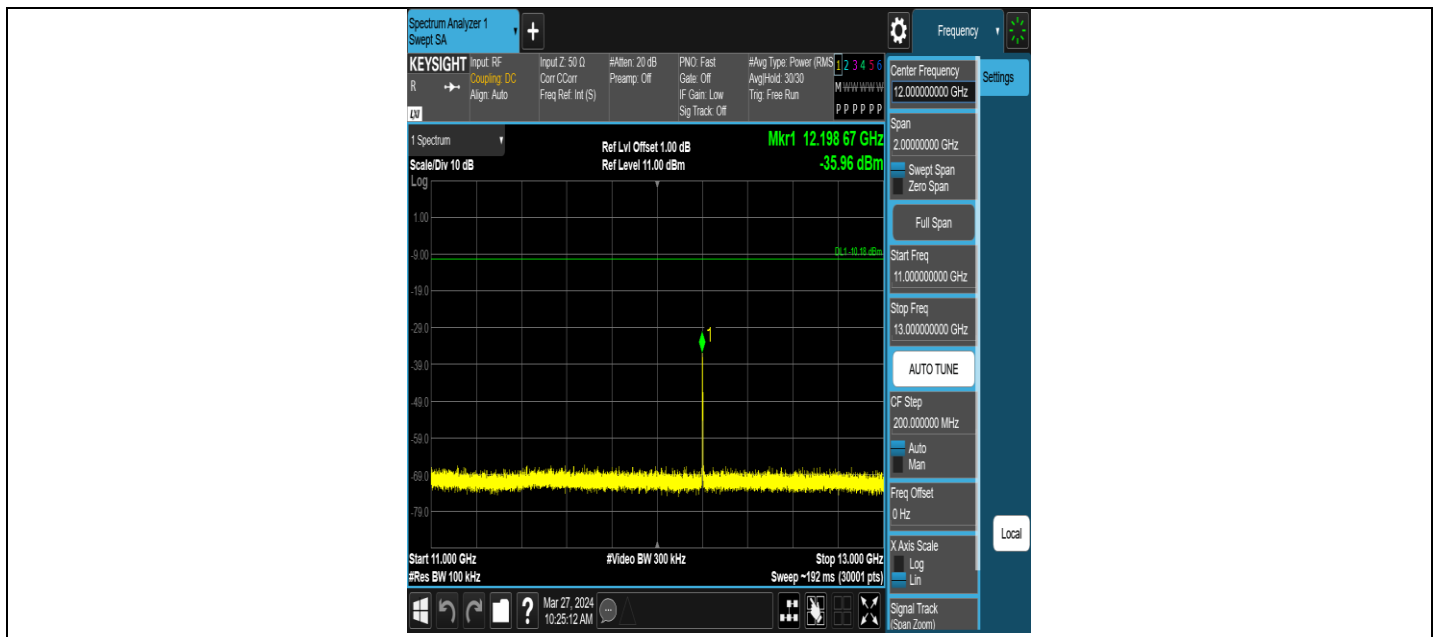 Spectrum Analyzer 1
Swept SA
+
Frequency
KEYSIGHT
R
LXI
Input: RF
Coupling: DC
Align: Auto
Input Z: 50 Ω
Corr CCorr
Freq Ref: Int (S)
#Atten: 20 dB
Preamp: Off
PNO: Fast
Gate: Off
IF Gain: Low
Sig Track: Off
#Avg Type: Power (RMS
Avg|Hold: 30/30
Trig: Free Run
1 2 3 4 5 6
M W W W W W
P P P P P P
Center Frequency
12.000000000 GHz
Settings
Span
2.00000000 GHz
Swept Span
Zero Span
Full Span
Start Freq
11.000000000 GHz
Stop Freq
13.000000000 GHz
AUTO TUNE
CF Step
200.000000 MHz
Auto
Man
Freq Offset
0 Hz
X Axis Scale
Log
Lin
Signal Track
(Span Zoom)
Local
1 Spectrum
Scale/Div 10 dB
Log
Ref Lvl Offset 1.00 dB
Ref Level 11.00 dBm
Mkr1 12.198 67 GHz
-35.96 dBm
1.00
-9.00
-19.0
-29.0
-39.0
-49.0
-59.0
-69.0
-79.0
DL1 -10.18 dBm
1
Start 11.000 GHz
#Res BW 100 kHz
#Video BW 300 kHz
Stop 13.000 GHz
Sweep ~192 ms (30001 pts)
?
Mar 27, 2024
10:25:12 AM